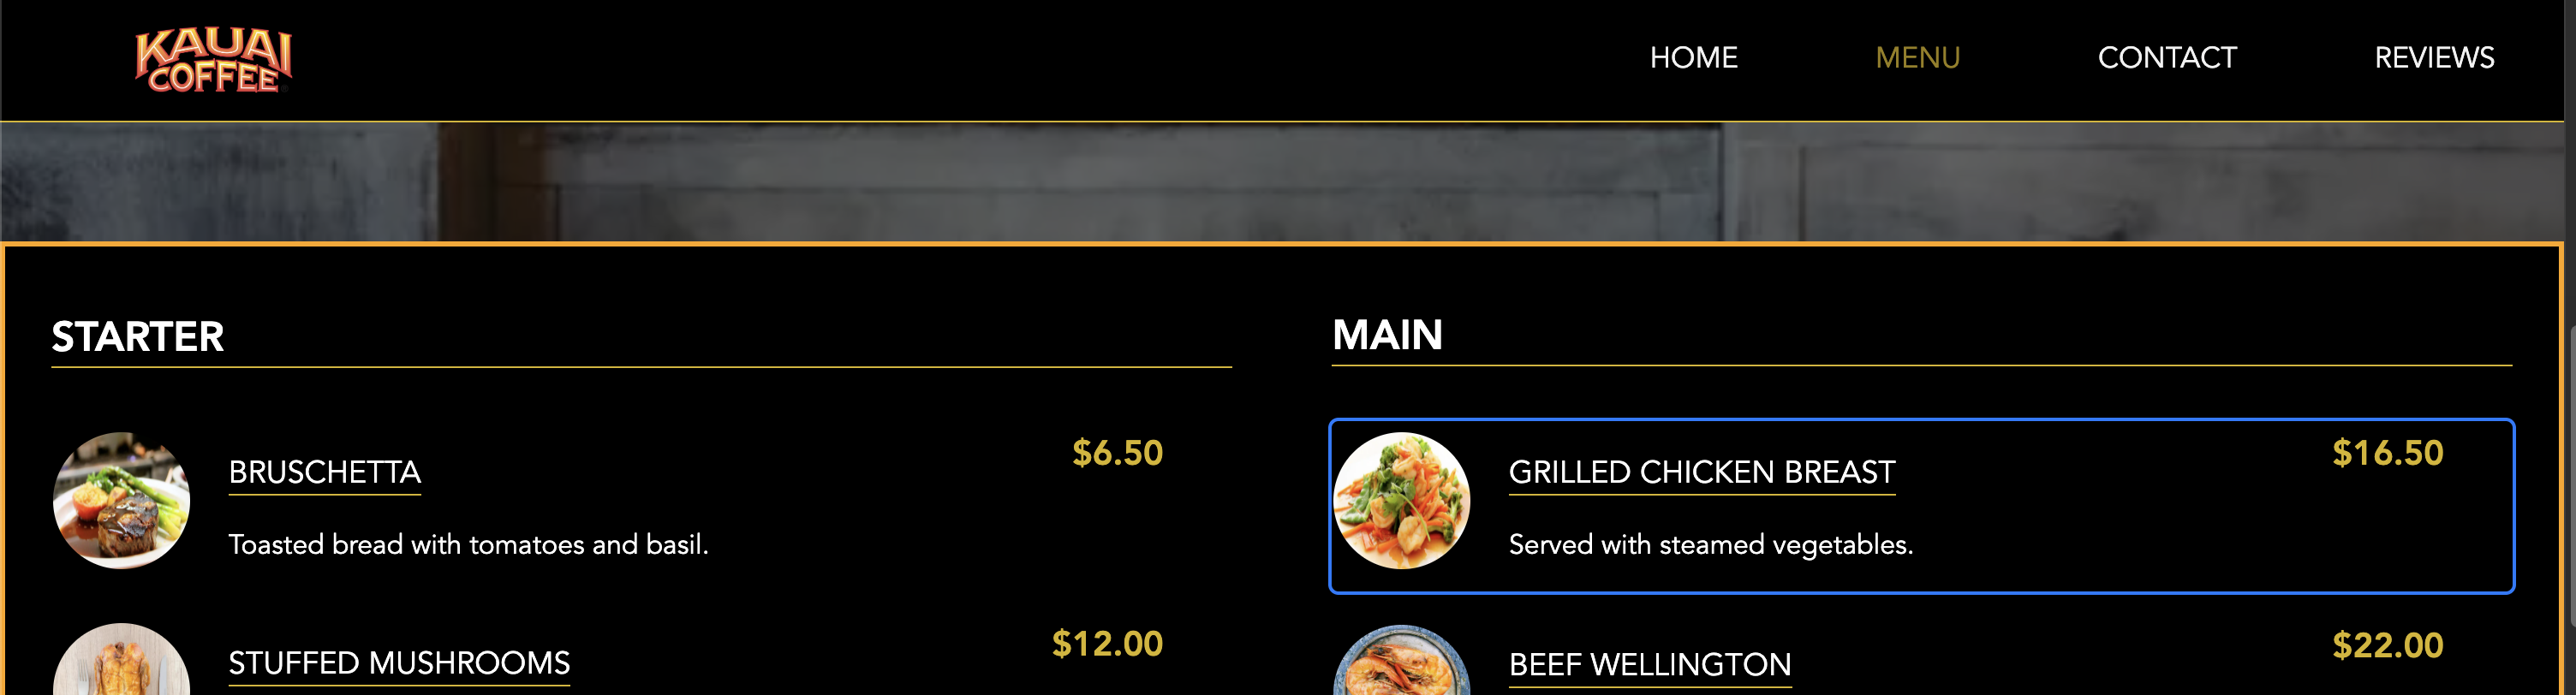 KAUAI
COFFEE
HOME
MENU
CONTACT
REVIEWS
STARTER
BRUSCHETTA
$6.50
Toasted bread with tomatoes and basil.
STUFFED MUSHROOMS
$12.00
MAIN
GRILLED CHICKEN BREAST
$16.50
Served with steamed vegetables.
BEEF WELLINGTON
$22.00